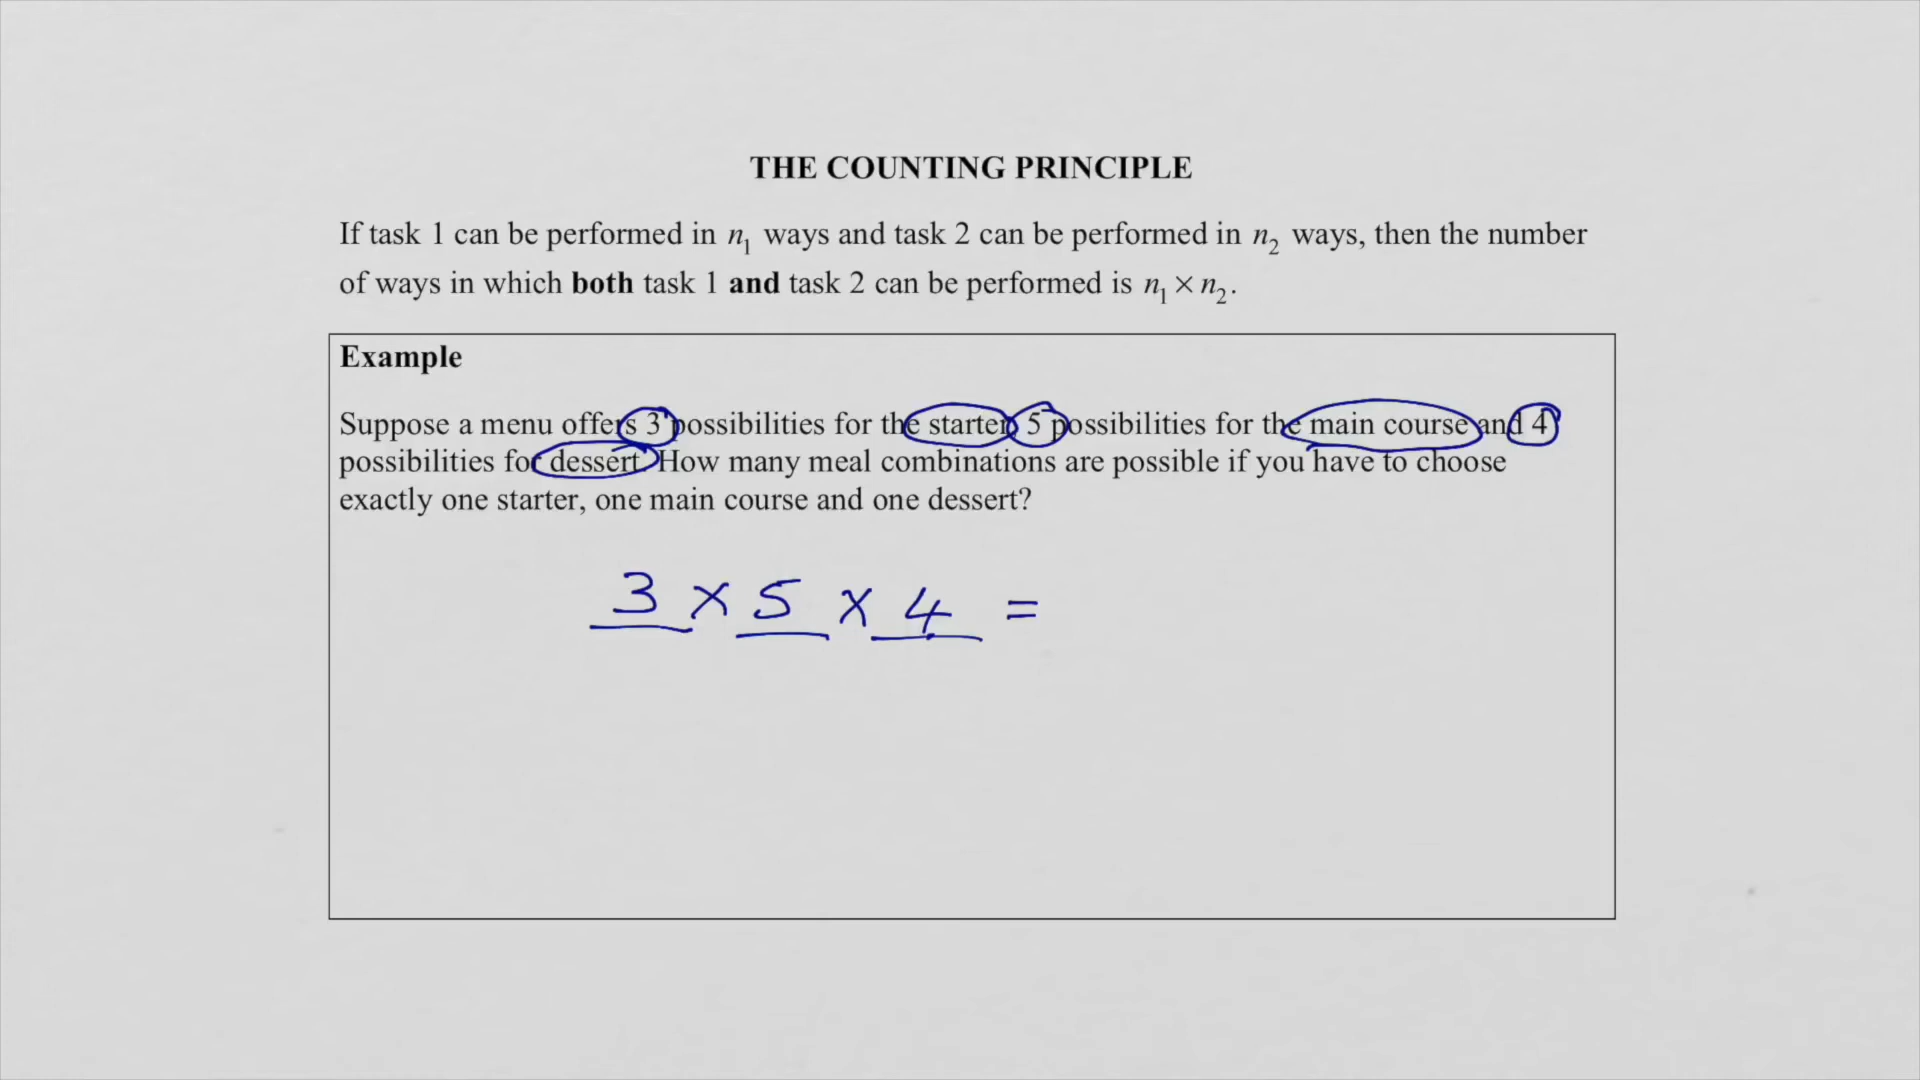 THE COUNTING PRINCIPLE
If task 1 can be performed in n₁ ways and task 2 can be performed in n₂ ways, then the number
of ways in which both task 1 and task 2 can be performed is n₁ × n₂.
Example
Suppose a menu offers 3 possibilities for the starter, 5 possibilities for the main course and 4
possibilities for dessert. How many meal combinations are possible if you have to choose
exactly one starter, one main course and one dessert?
3 × 5 × 4 =